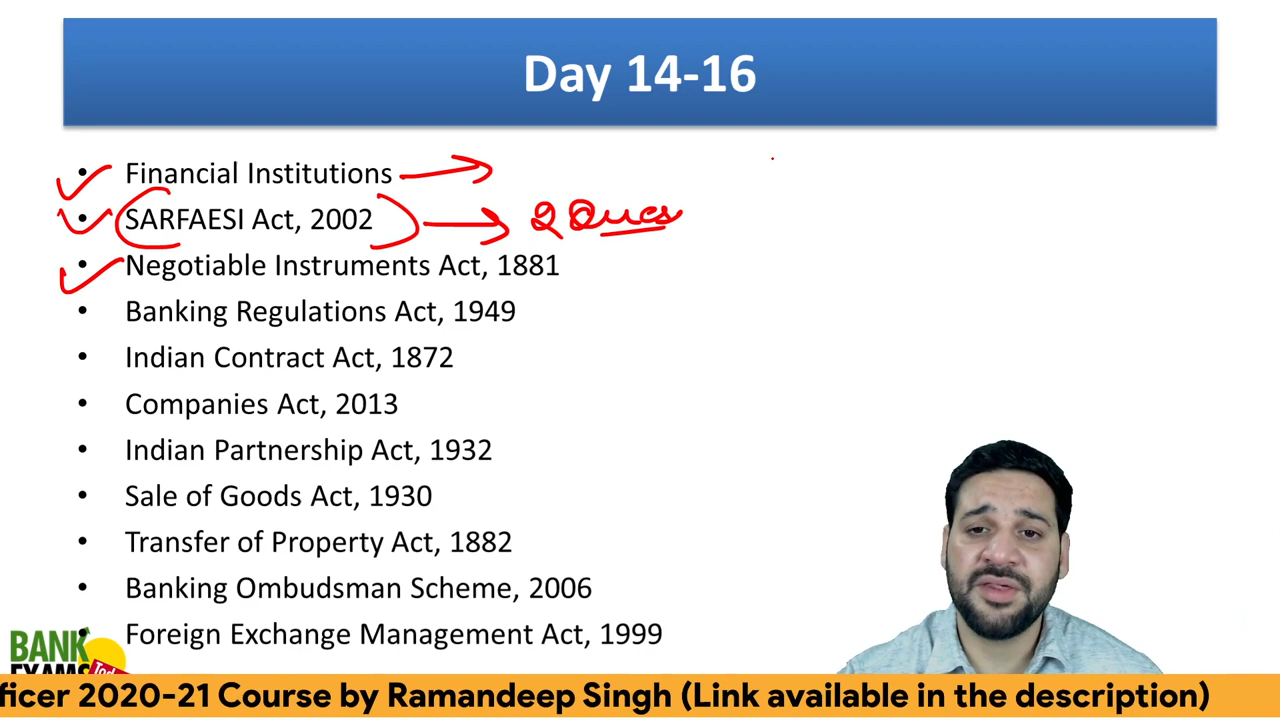 Day 14-16
• Financial Institutions
• SARFAESI Act, 2002 2 Ques
• Negotiable Instruments Act, 1881
• Banking Regulations Act, 1949
• Indian Contract Act, 1872
• Companies Act, 2013
• Indian Partnership Act, 1932
• Sale of Goods Act, 1930
• Transfer of Property Act, 1882
• Banking Ombudsman Scheme, 2006
• Foreign Exchange Management Act, 1999
BANK
EXAMS Today
fficer 2020-21 Course by Ramandeep Singh (Link available in the description)